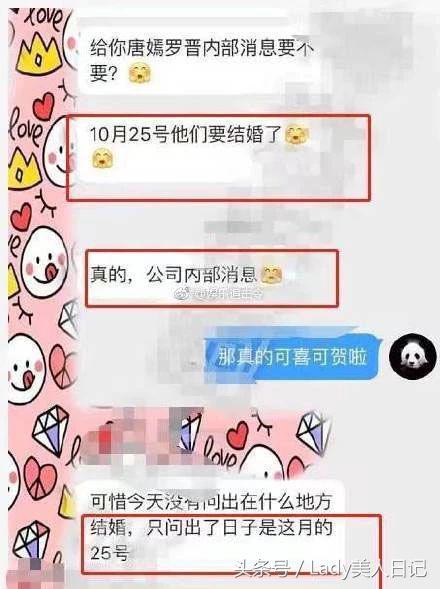 给你唐嫣罗晋内部消息要不
要？
10月25号他们要结婚了
真的，公司内部消息
那真的可喜可贺啦
可惜今天没有问出在什么地方
结婚，只问出了日子是这月的
25号
头条号 / Lady美人日记
love
love
love